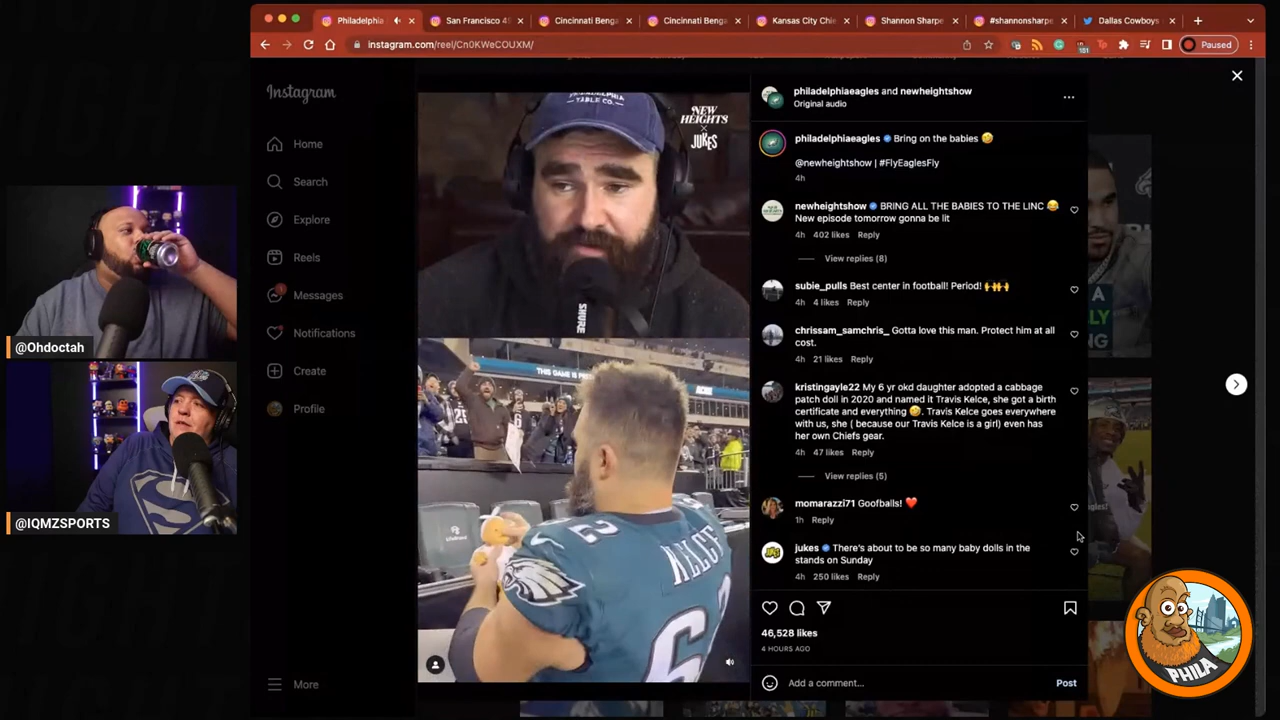 Philadelphia
San Francisco 49
Cincinnati Benga
Cincinnati Benga
Kansas City Chie
Shannon Sharpe
#shannonsharpe
Dallas Cowboys
instagram.com/reel/Cn0KWeCOUXM/
Paused
Instagram
Home
Search
Explore
Reels
Messages
Notifications
Create
Profile
More
@Ohdoctah
@IQMZSPORTS
PHILADELPHIA
TABLE CO.
NEW
HEIGHTS
X
JUKES
SHURE
THIS GAME IS PRE
KELCE
62
philadelphiaeagles and newheightshow
Original audio
philadelphiaeagles Bring on the babies 🤣
@newheightshow | #FlyEaglesFly
4h
newheightshow BRING ALL THE BABIES TO THE LINC 😂
New episode tomorrow gonna be lit
4h 402 likes Reply
View replies (8)
subie_pulls Best center in football! Period! 🙌🙌
4h 4 likes Reply
chrissam_samchris_ Gotta love this man. Protect him at all
cost.
4h 21 likes Reply
kristingayle22 My 6 yr okd daughter adopted a cabbage
patch doll in 2020 and named it Travis Kelce, she got a birth
certificate and everything 🤣. Travis Kelce goes everywhere
with us, she ( because our Travis Kelce is a girl) even has
her own Chiefs gear.
4h 47 likes Reply
View replies (5)
momarazzi71 Goofballs! ❤️
1h Reply
jukes There's about to be so many baby dolls in the
stands on Sunday
4h 250 likes Reply
46,528 likes
4 HOURS AGO
Add a comment...
Post
PHILA